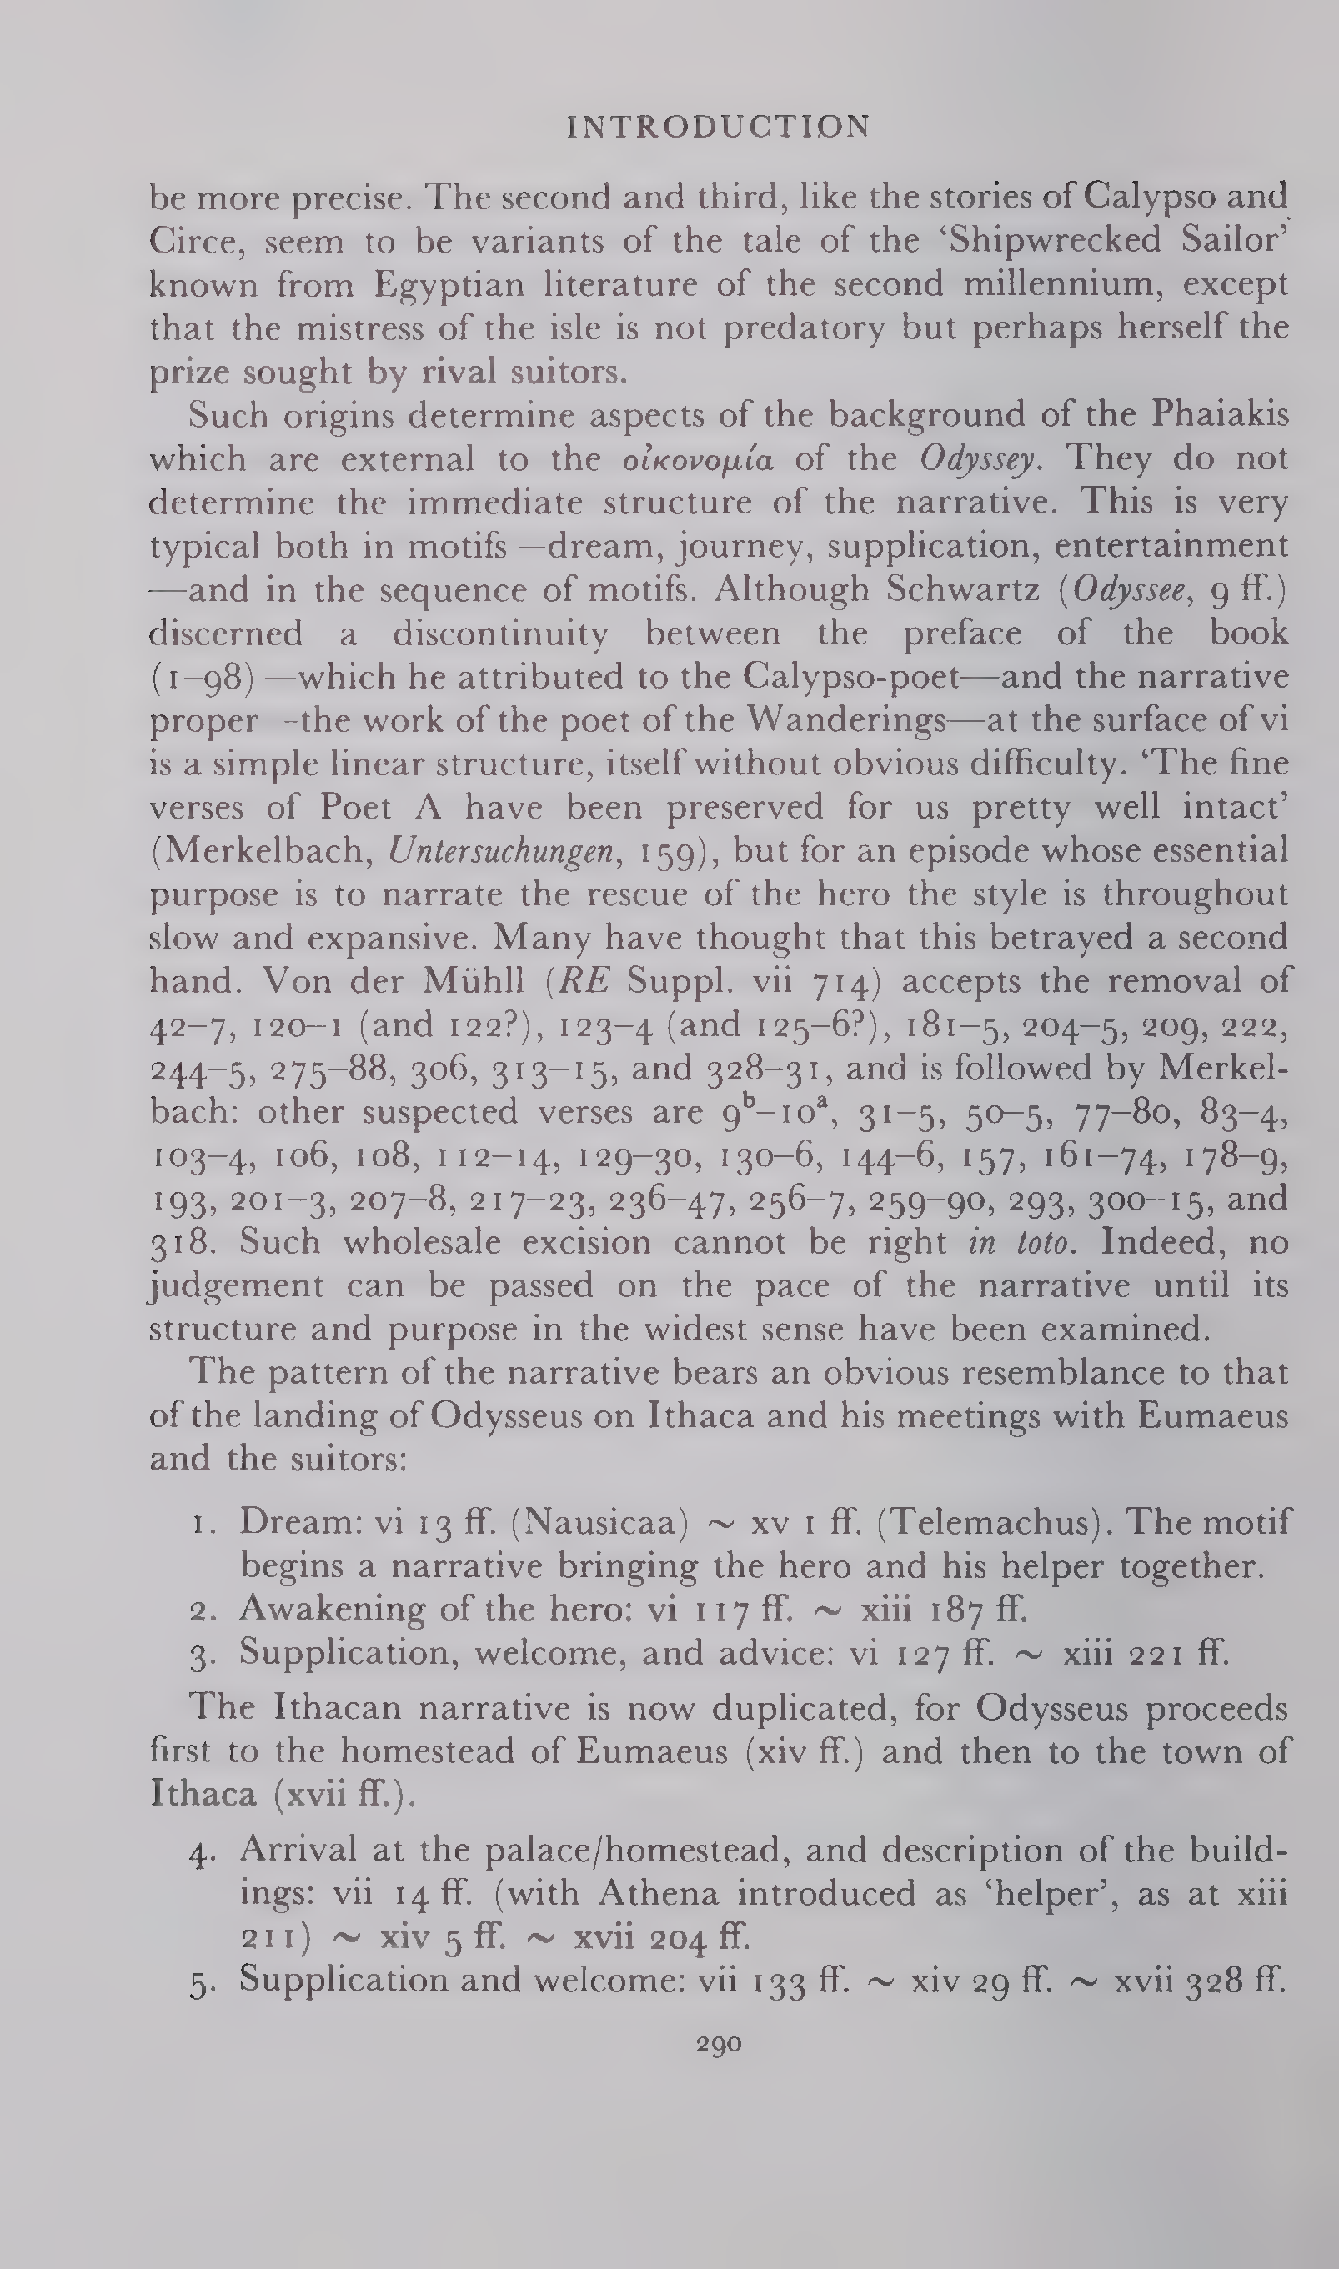 INTRODUCTION
be more precise. The second and third, like the stories of Calypso and
Circe, seem to be variants of the tale of the ‘Shipwrecked Sailor’
known from Egyptian literature of the second millennium, except
that the mistress of the isle is not predatory but perhaps herself the
prize sought by rival suitors.
Such origins determine aspects of the background of the Phaiakis
which are external to the οἰκονομία of the Odyssey. They do not
determine the immediate structure of the narrative. This is very
typical both in motifs—dream, journey, supplication, entertainment
—and in the sequence of motifs. Although Schwartz (Odyssee, 9 ff.)
discerned a discontinuity between the preface of the book
(1–98)—which he attributed to the Calypso-poet—and the narrative
proper—the work of the poet of the Wanderings—at the surface of vi
is a simple linear structure, itself without obvious difficulty. ‘The fine
verses of Poet A have been preserved for us pretty well intact’
(Merkelbach, Untersuchungen, 159), but for an episode whose essential
purpose is to narrate the rescue of the hero the style is throughout
slow and expansive. Many have thought that this betrayed a second
hand. Von der Mühll (RE Suppl. vii 714) accepts the removal of
42–7, 120–1 (and 122?), 123–4 (and 125–6?), 181–5, 204–5, 209, 222,
244–5, 275–88, 306, 313–15, and 328–31, and is followed by Merkel-
bach: other suspected verses are 9ᵇ–10ᵃ, 31–5, 50–5, 77–80, 83–4,
103–4, 106, 108, 112–14, 129–30, 130–6, 144–6, 157, 161–74, 178–9,
193, 201–3, 207–8, 217–23, 236–47, 256–7, 259–90, 293, 300–15, and
318. Such wholesale excision cannot be right in toto. Indeed, no
judgement can be passed on the pace of the narrative until its
structure and purpose in the widest sense have been examined.
The pattern of the narrative bears an obvious resemblance to that
of the landing of Odysseus on Ithaca and his meetings with Eumaeus
and the suitors:
1. Dream: vi 13 ff. (Nausicaa) ~ xv 1 ff. (Telemachus). The motif
begins a narrative bringing the hero and his helper together.
2. Awakening of the hero: vi 117 ff. ~ xiii 187 ff.
3. Supplication, welcome, and advice: vi 127 ff. ~ xiii 221 ff.
The Ithacan narrative is now duplicated, for Odysseus proceeds
first to the homestead of Eumaeus (xiv ff.) and then to the town of
Ithaca (xvii ff.).
4. Arrival at the palace/homestead, and description of the build-
ings: vii 14 ff. (with Athena introduced as ‘helper’, as at xiii
211) ~ xiv 5 ff. ~ xvii 204 ff.
5. Supplication and welcome: vii 133 ff. ~ xiv 29 ff. ~ xvii 328 ff.
290